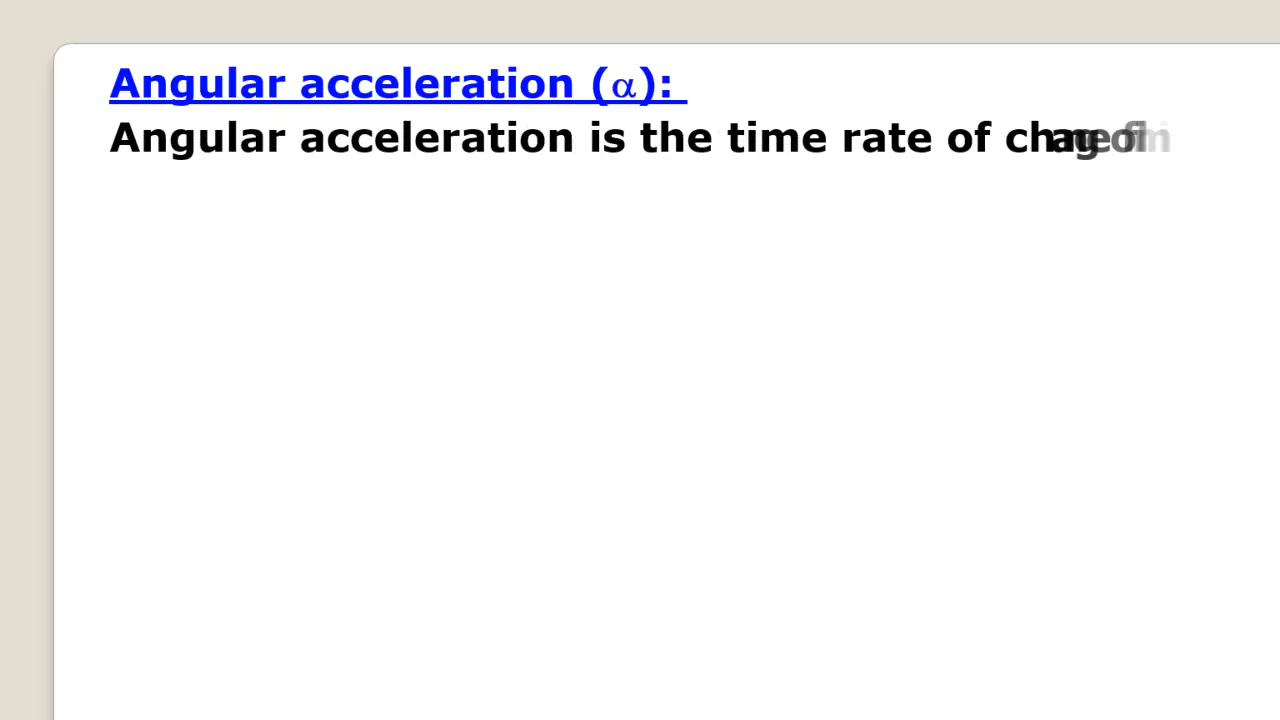 Angular acceleration (α):
Angular acceleration is the time rate of